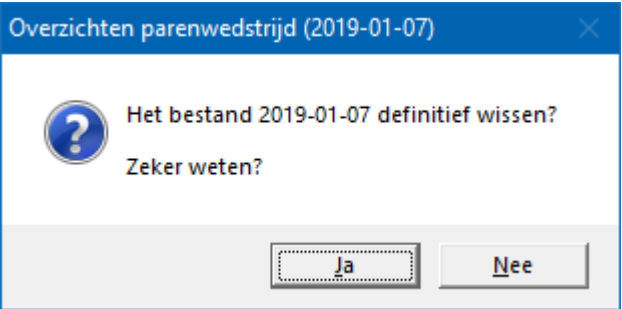 Overzichten parenwedstrijd (2019-01-07)
Het bestand 2019-01-07 definitief wissen?
Zeker weten?
Ja
Nee